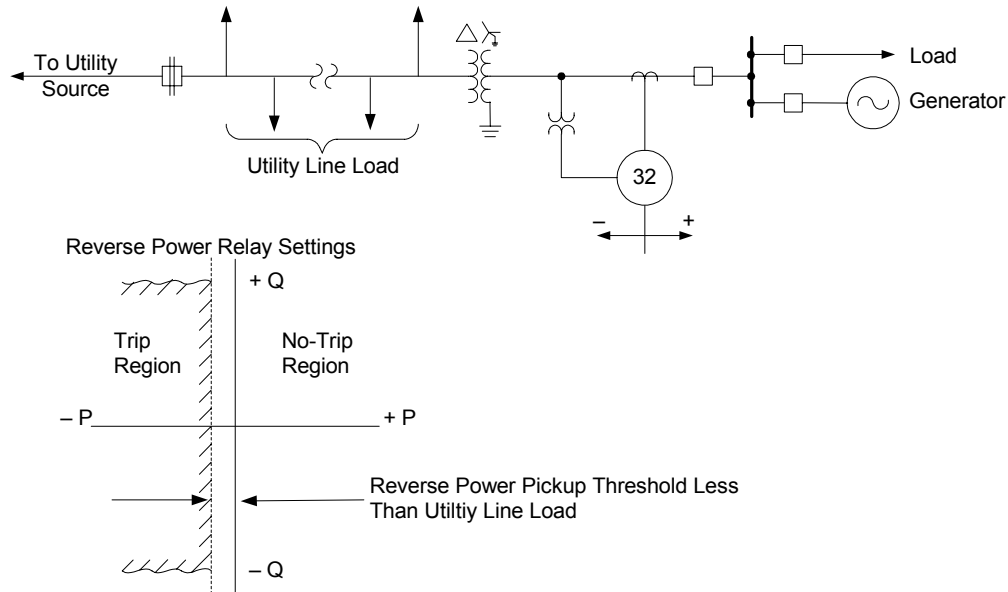 To Utility
Source
Load
Generator
Utility Line Load
32
– +
Reverse Power Relay Settings
+ Q
Trip
Region
No-Trip
Region
– P
+ P
Reverse Power Pickup Threshold Less
Than Utiltiy Line Load
– Q